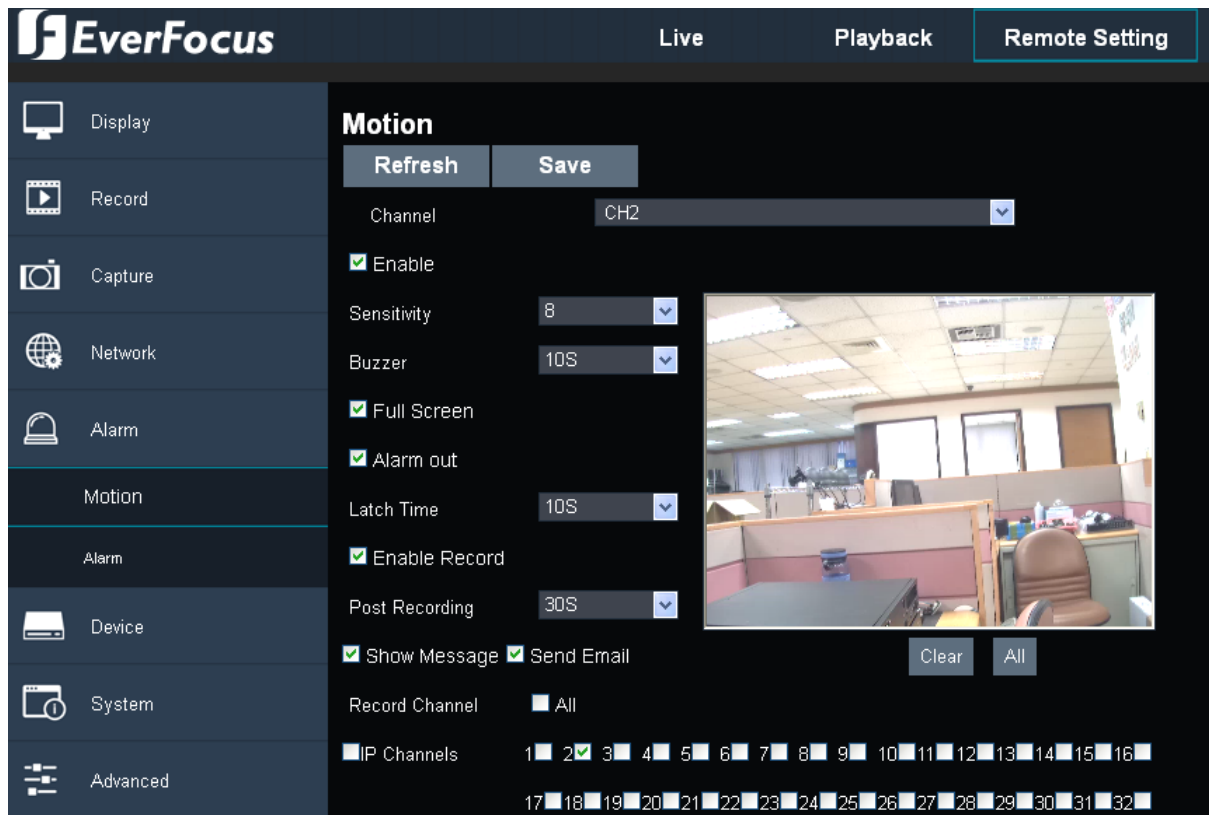 EverFocus
Live Playback Remote Setting
Display
Record
Capture
Network
Alarm
Motion
Alarm
Device
System
Advanced
Motion
Refresh Save
Channel CH2
Enable
Sensitivity 8
Buzzer 10S
Full Screen
Alarm out
Latch Time 10S
Enable Record
Post Recording 30S
Show Message Send Email
Clear All
Record Channel All
IP Channels 1 2 3 4 5 6 7 8 9 10 11 12 13 14 15 16
17 18 19 20 21 22 23 24 25 26 27 28 29 30 31 32